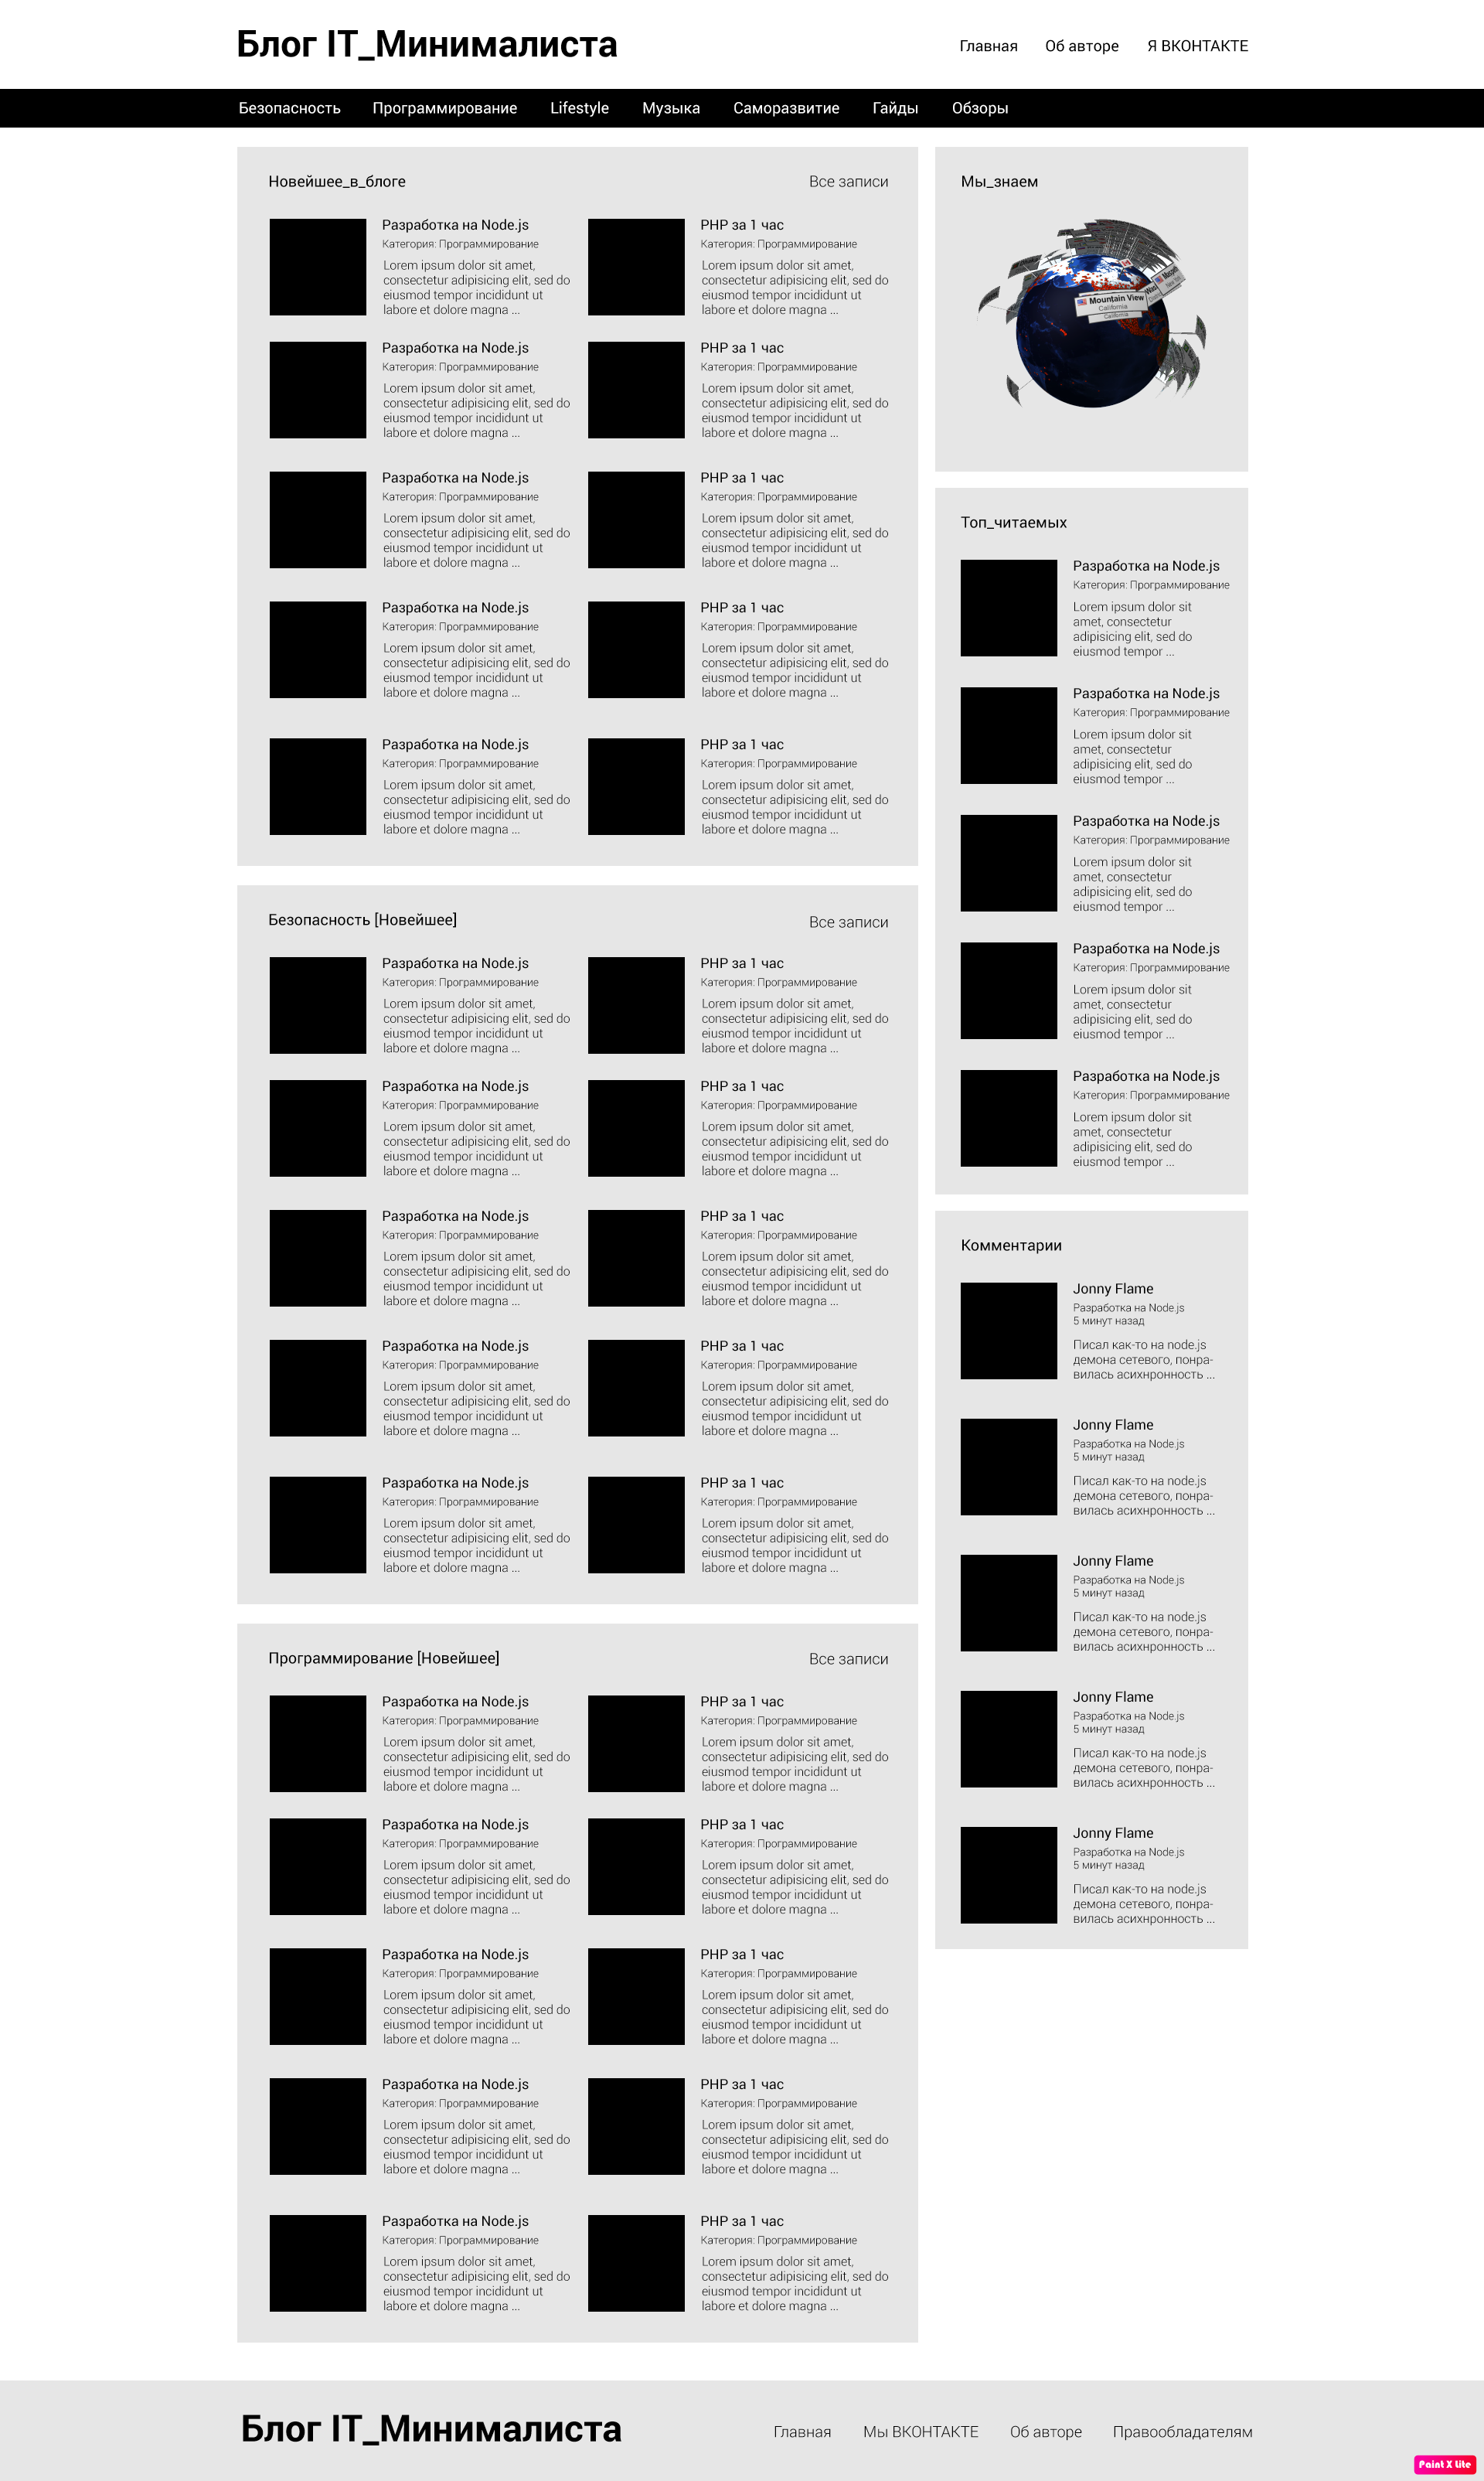 Блог IT_Минималиста
Главная Об авторе Я ВКОНТАКТЕ
Безопасность Программирование Lifestyle Музыка Саморазвитие Гайды Обзоры
Новейшее_в_блоге Все записи
Разработка на Node.js
Категория: Программирование
Lorem ipsum dolor sit amet,
consectetur adipisicing elit, sed do
eiusmod tempor incididunt ut
labore et dolore magna ...
PHP за 1 час
Категория: Программирование
Lorem ipsum dolor sit amet,
consectetur adipisicing elit, sed do
eiusmod tempor incididunt ut
labore et dolore magna ...
Разработка на Node.js
Категория: Программирование
Lorem ipsum dolor sit amet,
consectetur adipisicing elit, sed do
eiusmod tempor incididunt ut
labore et dolore magna ...
PHP за 1 час
Категория: Программирование
Lorem ipsum dolor sit amet,
consectetur adipisicing elit, sed do
eiusmod tempor incididunt ut
labore et dolore magna ...
Разработка на Node.js
Категория: Программирование
Lorem ipsum dolor sit amet,
consectetur adipisicing elit, sed do
eiusmod tempor incididunt ut
labore et dolore magna ...
PHP за 1 час
Категория: Программирование
Lorem ipsum dolor sit amet,
consectetur adipisicing elit, sed do
eiusmod tempor incididunt ut
labore et dolore magna ...
Разработка на Node.js
Категория: Программирование
Lorem ipsum dolor sit amet,
consectetur adipisicing elit, sed do
eiusmod tempor incididunt ut
labore et dolore magna ...
PHP за 1 час
Категория: Программирование
Lorem ipsum dolor sit amet,
consectetur adipisicing elit, sed do
eiusmod tempor incididunt ut
labore et dolore magna ...
Разработка на Node.js
Категория: Программирование
Lorem ipsum dolor sit amet,
consectetur adipisicing elit, sed do
eiusmod tempor incididunt ut
labore et dolore magna ...
PHP за 1 час
Категория: Программирование
Lorem ipsum dolor sit amet,
consectetur adipisicing elit, sed do
eiusmod tempor incididunt ut
labore et dolore magna ...
Безопасность [Новейшее] Все записи
Разработка на Node.js
Категория: Программирование
Lorem ipsum dolor sit amet,
consectetur adipisicing elit, sed do
eiusmod tempor incididunt ut
labore et dolore magna ...
PHP за 1 час
Категория: Программирование
Lorem ipsum dolor sit amet,
consectetur adipisicing elit, sed do
eiusmod tempor incididunt ut
labore et dolore magna ...
Разработка на Node.js
Категория: Программирование
Lorem ipsum dolor sit amet,
consectetur adipisicing elit, sed do
eiusmod tempor incididunt ut
labore et dolore magna ...
PHP за 1 час
Категория: Программирование
Lorem ipsum dolor sit amet,
consectetur adipisicing elit, sed do
eiusmod tempor incididunt ut
labore et dolore magna ...
Разработка на Node.js
Категория: Программирование
Lorem ipsum dolor sit amet,
consectetur adipisicing elit, sed do
eiusmod tempor incididunt ut
labore et dolore magna ...
PHP за 1 час
Категория: Программирование
Lorem ipsum dolor sit amet,
consectetur adipisicing elit, sed do
eiusmod tempor incididunt ut
labore et dolore magna ...
Разработка на Node.js
Категория: Программирование
Lorem ipsum dolor sit amet,
consectetur adipisicing elit, sed do
eiusmod tempor incididunt ut
labore et dolore magna ...
PHP за 1 час
Категория: Программирование
Lorem ipsum dolor sit amet,
consectetur adipisicing elit, sed do
eiusmod tempor incididunt ut
labore et dolore magna ...
Разработка на Node.js
Категория: Программирование
Lorem ipsum dolor sit amet,
consectetur adipisicing elit, sed do
eiusmod tempor incididunt ut
labore et dolore magna ...
PHP за 1 час
Категория: Программирование
Lorem ipsum dolor sit amet,
consectetur adipisicing elit, sed do
eiusmod tempor incididunt ut
labore et dolore magna ...
Программирование [Новейшее] Все записи
Разработка на Node.js
Категория: Программирование
Lorem ipsum dolor sit amet,
consectetur adipisicing elit, sed do
eiusmod tempor incididunt ut
labore et dolore magna ...
PHP за 1 час
Категория: Программирование
Lorem ipsum dolor sit amet,
consectetur adipisicing elit, sed do
eiusmod tempor incididunt ut
labore et dolore magna ...
Разработка на Node.js
Категория: Программирование
Lorem ipsum dolor sit amet,
consectetur adipisicing elit, sed do
eiusmod tempor incididunt ut
labore et dolore magna ...
PHP за 1 час
Категория: Программирование
Lorem ipsum dolor sit amet,
consectetur adipisicing elit, sed do
eiusmod tempor incididunt ut
labore et dolore magna ...
Разработка на Node.js
Категория: Программирование
Lorem ipsum dolor sit amet,
consectetur adipisicing elit, sed do
eiusmod tempor incididunt ut
labore et dolore magna ...
PHP за 1 час
Категория: Программирование
Lorem ipsum dolor sit amet,
consectetur adipisicing elit, sed do
eiusmod tempor incididunt ut
labore et dolore magna ...
Разработка на Node.js
Категория: Программирование
Lorem ipsum dolor sit amet,
consectetur adipisicing elit, sed do
eiusmod tempor incididunt ut
labore et dolore magna ...
PHP за 1 час
Категория: Программирование
Lorem ipsum dolor sit amet,
consectetur adipisicing elit, sed do
eiusmod tempor incididunt ut
labore et dolore magna ...
Разработка на Node.js
Категория: Программирование
Lorem ipsum dolor sit amet,
consectetur adipisicing elit, sed do
eiusmod tempor incididunt ut
labore et dolore magna ...
PHP за 1 час
Категория: Программирование
Lorem ipsum dolor sit amet,
consectetur adipisicing elit, sed do
eiusmod tempor incididunt ut
labore et dolore magna ...
Мы_знаем
Mountain View
California
California
Топ_читаемых
Разработка на Node.js
Категория: Программирование
Lorem ipsum dolor sit
amet, consectetur
adipisicing elit, sed do
eiusmod tempor ...
Разработка на Node.js
Категория: Программирование
Lorem ipsum dolor sit
amet, consectetur
adipisicing elit, sed do
eiusmod tempor ...
Разработка на Node.js
Категория: Программирование
Lorem ipsum dolor sit
amet, consectetur
adipisicing elit, sed do
eiusmod tempor ...
Разработка на Node.js
Категория: Программирование
Lorem ipsum dolor sit
amet, consectetur
adipisicing elit, sed do
eiusmod tempor ...
Разработка на Node.js
Категория: Программирование
Lorem ipsum dolor sit
amet, consectetur
adipisicing elit, sed do
eiusmod tempor ...
Комментарии
Jonny Flame
Разработка на Node.js
5 минут назад
Писал как-то на node.js
демона сетевого, понра-
вилась асихнронность ...
Jonny Flame
Разработка на Node.js
5 минут назад
Писал как-то на node.js
демона сетевого, понра-
вилась асихнронность ...
Jonny Flame
Разработка на Node.js
5 минут назад
Писал как-то на node.js
демона сетевого, понра-
вилась асихнронность ...
Jonny Flame
Разработка на Node.js
5 минут назад
Писал как-то на node.js
демона сетевого, понра-
вилась асихнронность ...
Jonny Flame
Разработка на Node.js
5 минут назад
Писал как-то на node.js
демона сетевого, понра-
вилась асихнронность ...
Блог IT_Минималиста
Главная Мы ВКОНТАКТЕ Об авторе Правообладателям
Paint X Lite